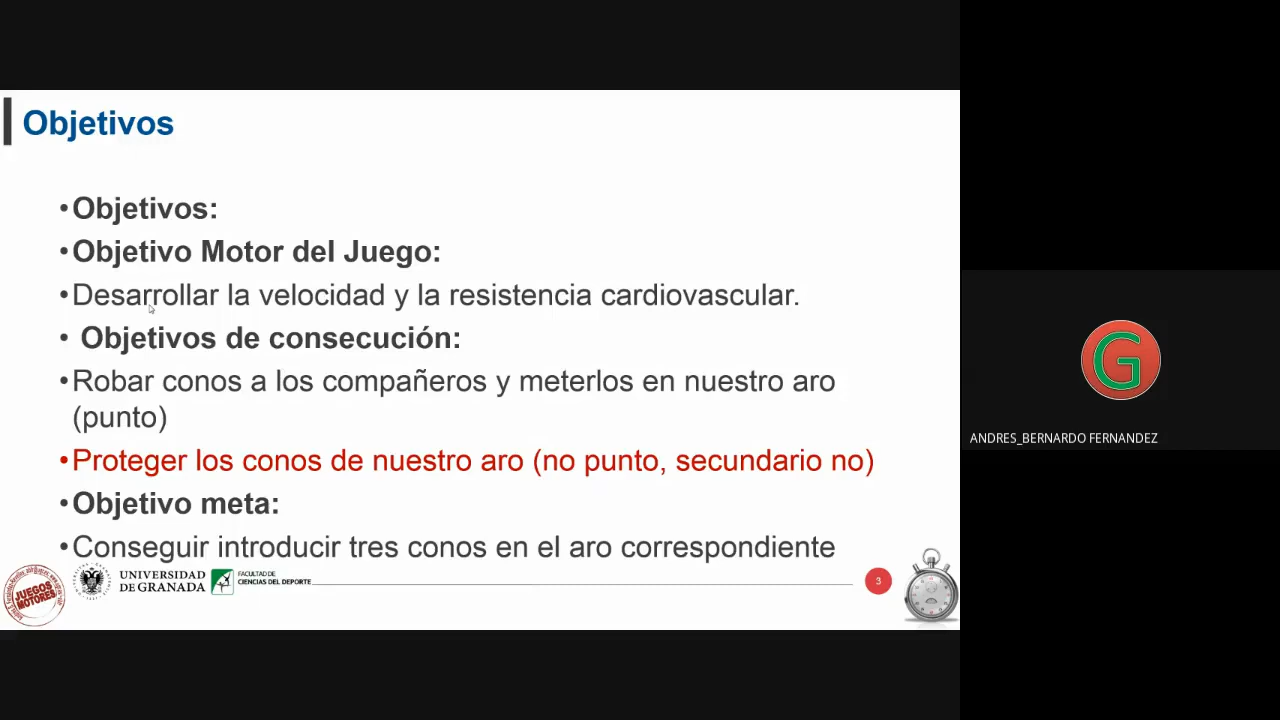 Objetivos
•Objetivos:
•Objetivo Motor del Juego:
•Desarrollar la velocidad y la resistencia cardiovascular.
• Objetivos de consecución:
•Robar conos a los compañeros y meterlos en nuestro aro
(punto)
•Proteger los conos de nuestro aro (no punto, secundario no)
•Objetivo meta:
•Conseguir introducir tres conos en el aro correspondiente
JUEGOS
MOTORES
UNIVERSIDAD
DE GRANADA
FACULTAD DE
CIENCIAS DEL DEPORTE
3
G
ANDRES_BERNARDO FERNANDEZ